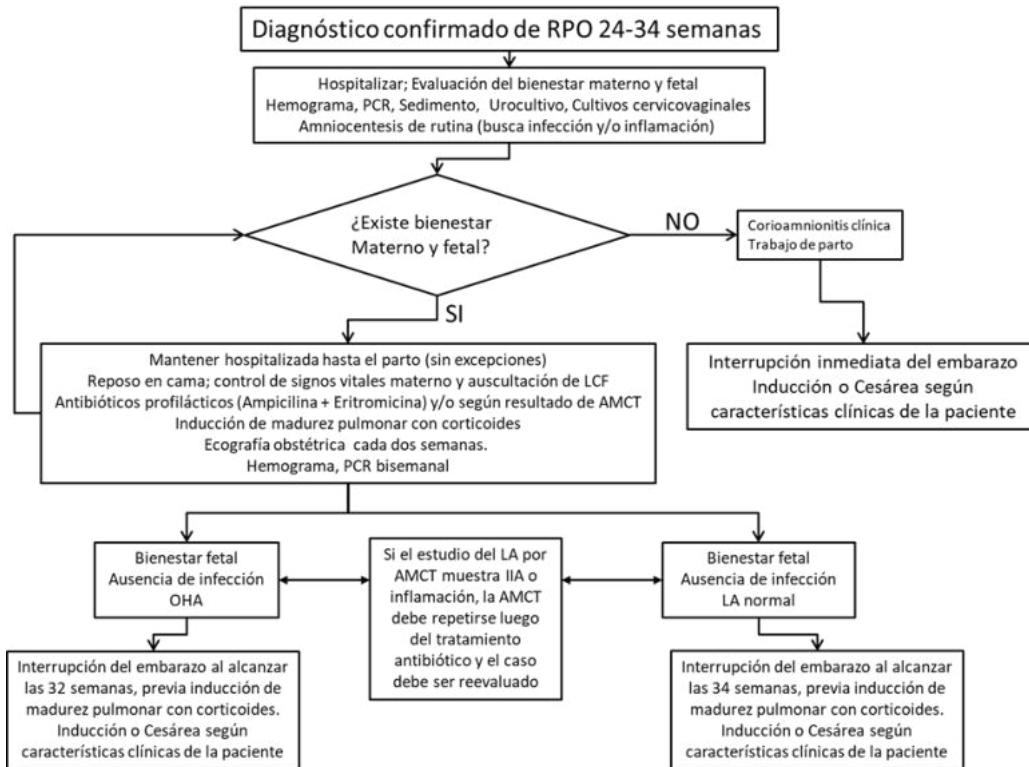 Diagnóstico confirmado de RPO 24-34 semanas
Hospitalizar; Evaluación del bienestar materno y fetal
Hemograma, PCR, Sedimento, Urocultivo, Cultivos cervicovaginales
Amniocentesis de rutina (busca infección y/o inflamación)
¿Existe bienestar
Materno y fetal?
NO
Corioamnionitis clínica
Trabajo de parto
SI
Mantener hospitalizada hasta el parto (sin excepciones)
Reposo en cama; control de signos vitales materno y auscultación de LCF
Antibióticos profilácticos (Ampicilina + Eritromicina) y/o según resultado de AMCT
Inducción de madurez pulmonar con corticoides
Ecografía obstétrica cada dos semanas.
Hemograma, PCR bisemanal
Interrupción inmediata del embarazo
Inducción o Cesárea según
características clínicas de la paciente
Bienestar fetal
Ausencia de infección
OHA
Si el estudio del LA por
AMCT muestra IIA o
inflamación, la AMCT
debe repetirse luego
del tratamiento
antibiótico y el caso
debe ser reevaluado
Bienestar fetal
Ausencia de infección
LA normal
Interrupción del embarazo al alcanzar
las 32 semanas, previa inducción de
madurez pulmonar con corticoides.
Inducción o Cesárea según
características clínicas de la paciente
Interrupción del embarazo al alcanzar
las 34 semanas, previa inducción de
madurez pulmonar con corticoides.
Inducción o Cesárea según
características clínicas de la paciente